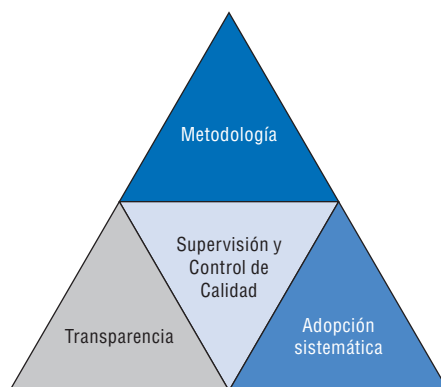 Metodología
Supervisión y
Control de
Calidad
Transparencia
Adopción
sistemática